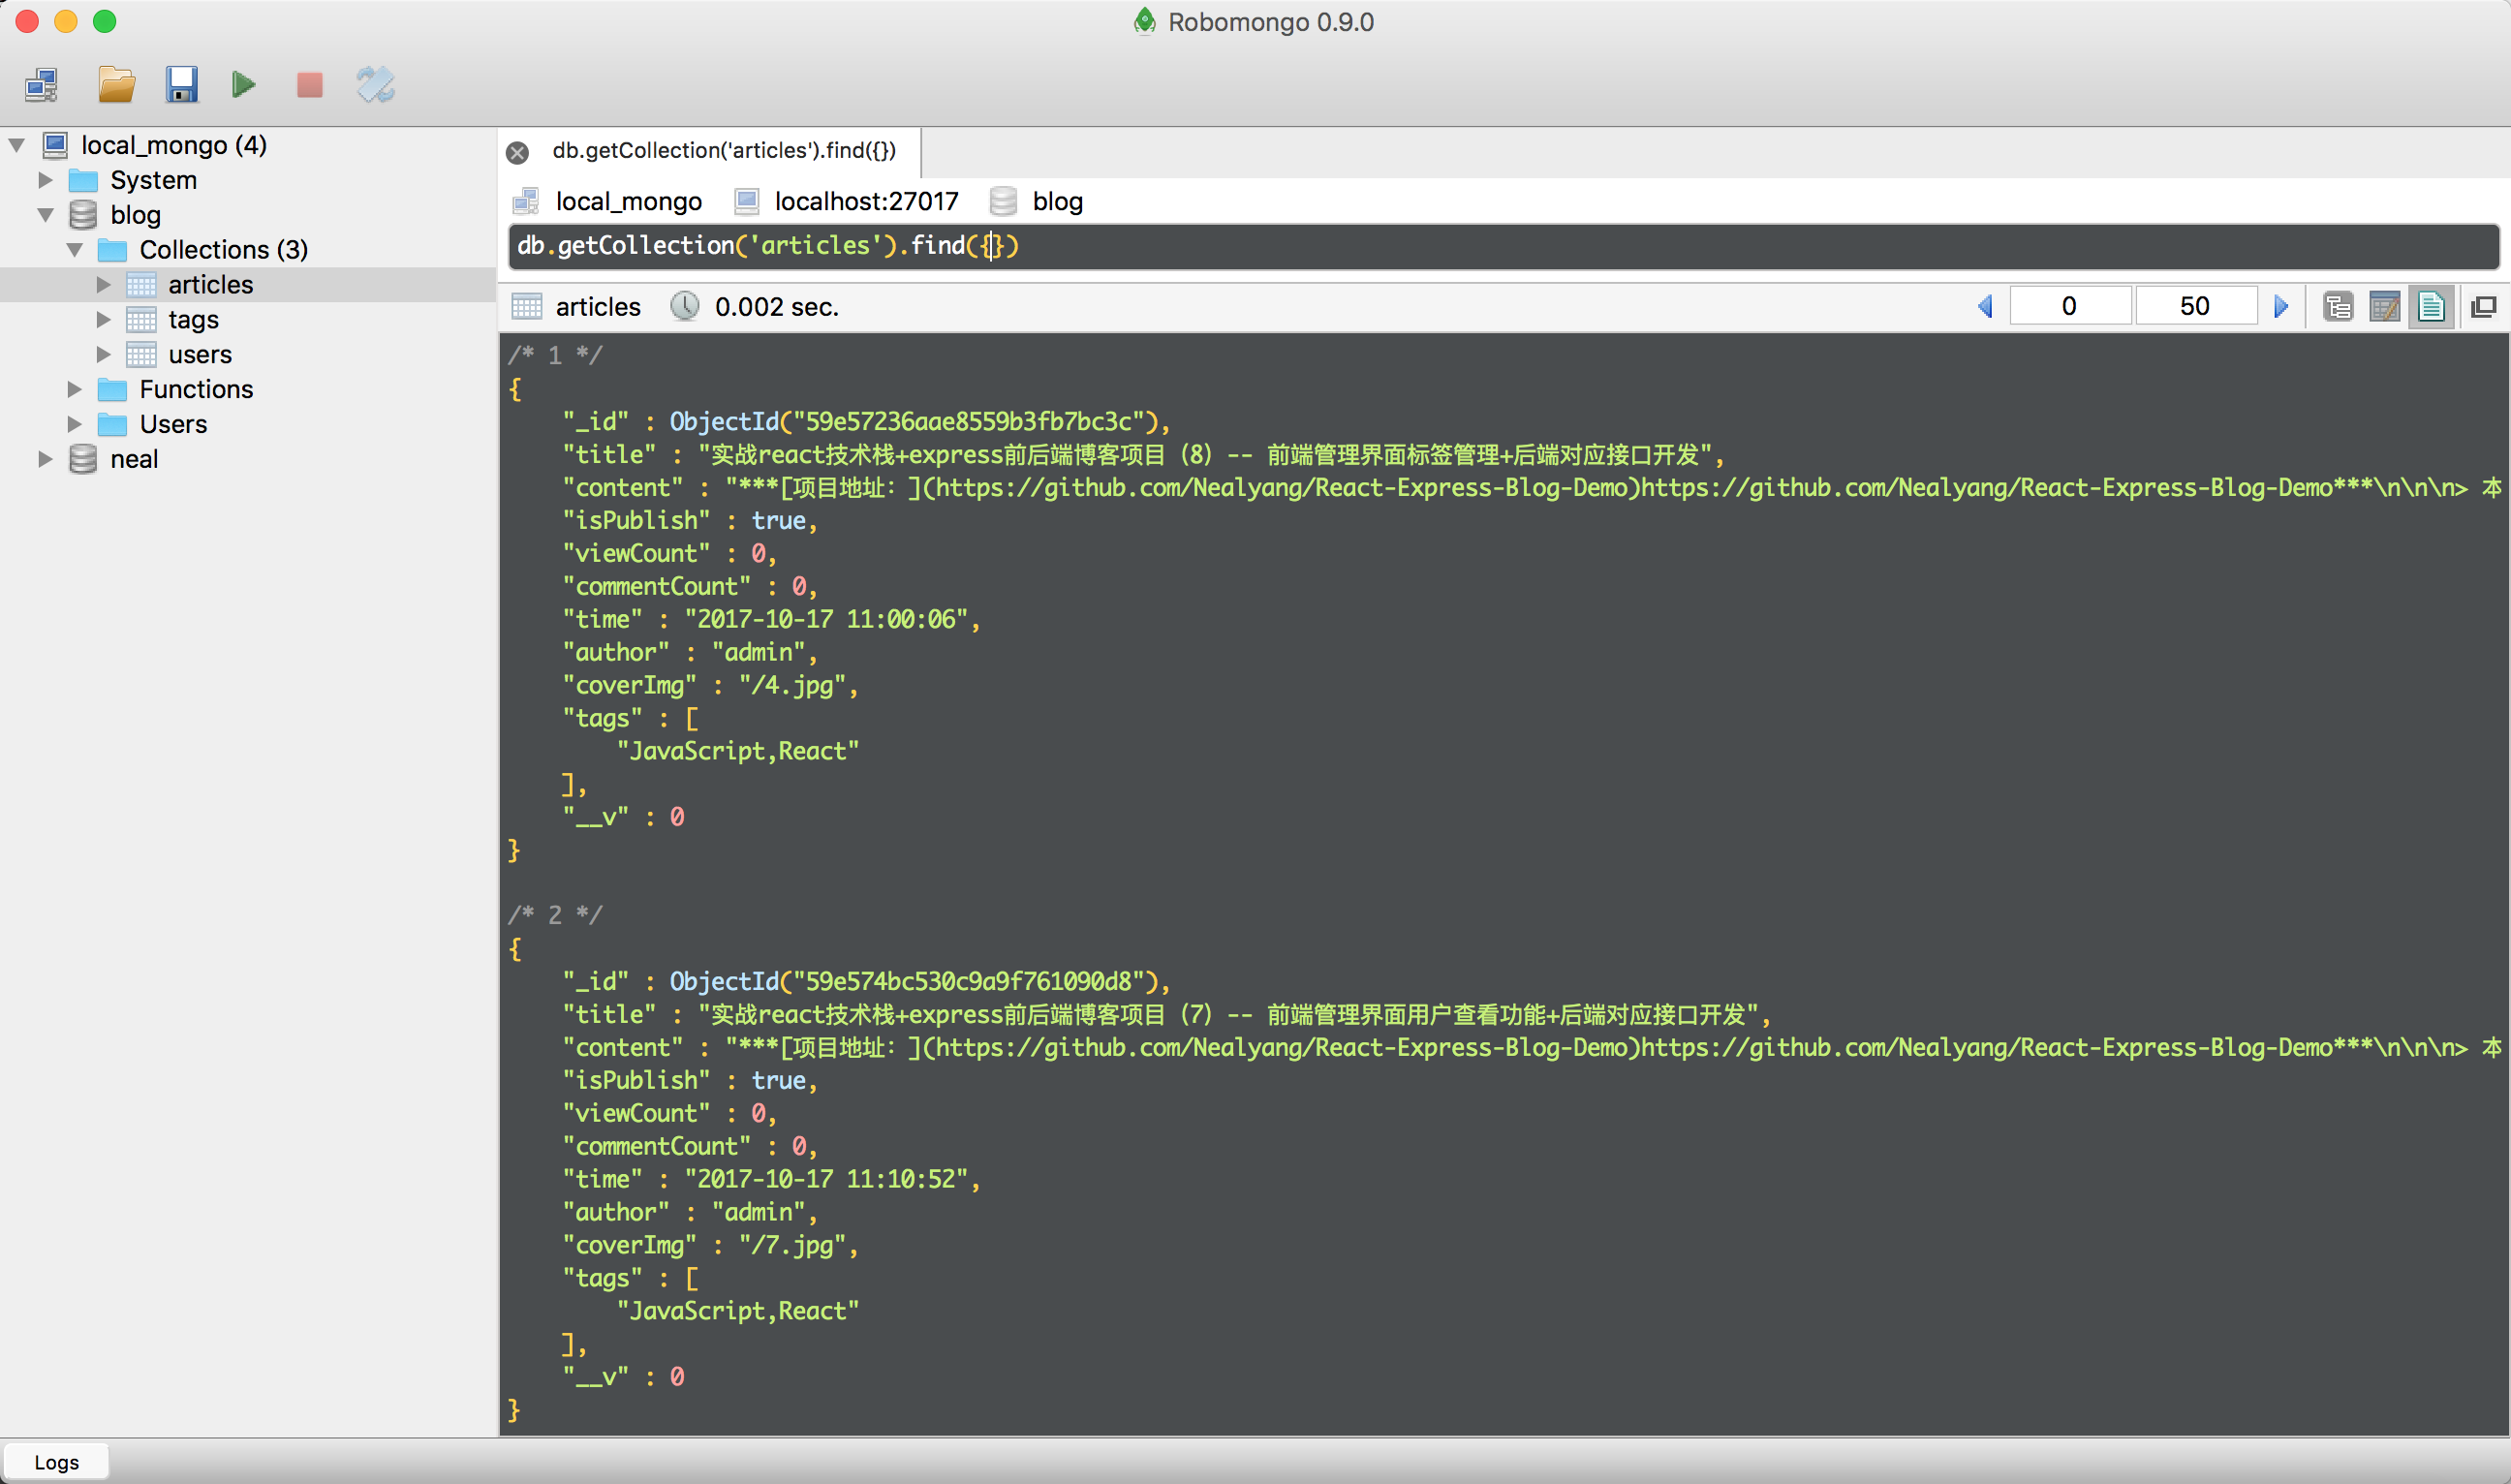 Robomongo 0.9.0
local_mongo (4)
System
blog
Collections (3)
articles
tags
users
Functions
Users
neal
db.getCollection('articles').find({})
local_mongo localhost:27017 blog
db.getCollection('articles').find({})
articles 0.002 sec. 0 50
/* 1 */
{
    "_id" : ObjectId("59e57236aae8559b3fb7bc3c"),
    "title" : "实战react技术栈+express前后端博客项目（8）-- 前端管理界面标签管理+后端对应接口开发",
    "content" : "***[项目地址：](https://github.com/Nealyang/React-Express-Blog-Demo)https://github.com/Nealyang/React-Express-Blog-Demo***\n\n\n> 本
    "isPublish" : true,
    "viewCount" : 0,
    "commentCount" : 0,
    "time" : "2017-10-17 11:00:06",
    "author" : "admin",
    "coverImg" : "/4.jpg",
    "tags" : [
        "JavaScript,React"
    ],
    "__v" : 0
}
/* 2 */
{
    "_id" : ObjectId("59e574bc530c9a9f761090d8"),
    "title" : "实战react技术栈+express前后端博客项目（7）-- 前端管理界面用户查看功能+后端对应接口开发",
    "content" : "***[项目地址：](https://github.com/Nealyang/React-Express-Blog-Demo)https://github.com/Nealyang/React-Express-Blog-Demo***\n\n\n> 本
    "isPublish" : true,
    "viewCount" : 0,
    "commentCount" : 0,
    "time" : "2017-10-17 11:10:52",
    "author" : "admin",
    "coverImg" : "/7.jpg",
    "tags" : [
        "JavaScript,React"
    ],
    "__v" : 0
}
Logs